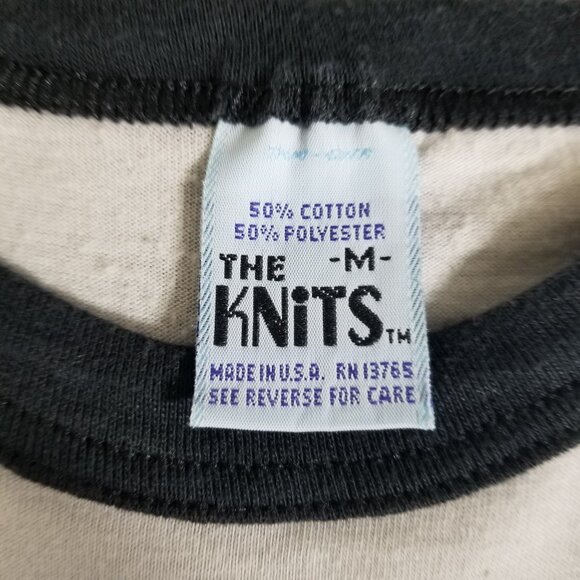 50% COTTON
50% POLYESTER
THE -M-
KNiTS TM
MADE IN U.S.A. RN 13765
SEE REVERSE FOR CARE